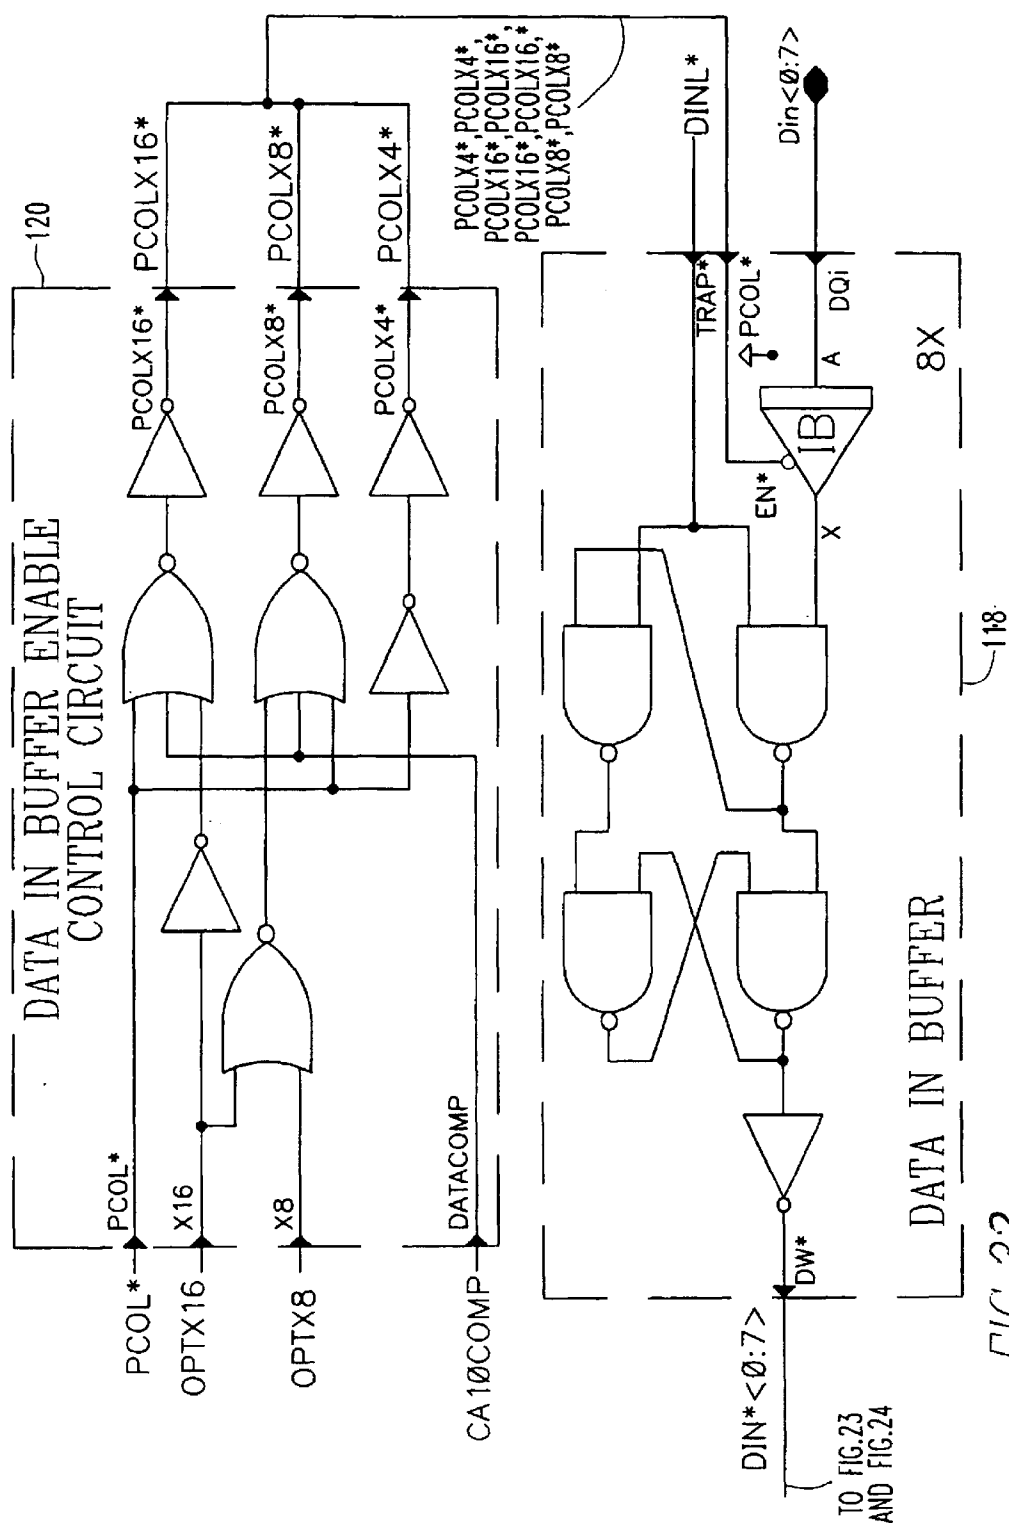 DATA IN BUFFER ENABLE
CONTROL CIRCUIT
120
PCOL*
OPTX16
OPTX8
CA10COMP
PCOL*
X16
X8
DATACOMP
PCOLX16*
PCOLX8*
PCOLX4*
PCOLX16*
PCOLX8*
PCOLX4*
PCOLX4*,PCOLX4*,
PCOLX16*,PCOLX16*,
PCOLX16*,PCOLX16,*
PCOLX8*,PCOLX8*
DINL*
Din<0:7>
TRAP*
PCOL*
DQi
A
IB
EN*
X
8X
118
DATA IN BUFFER
DW*
DIN*<0:7>
TO FIG.23
AND FIG.24